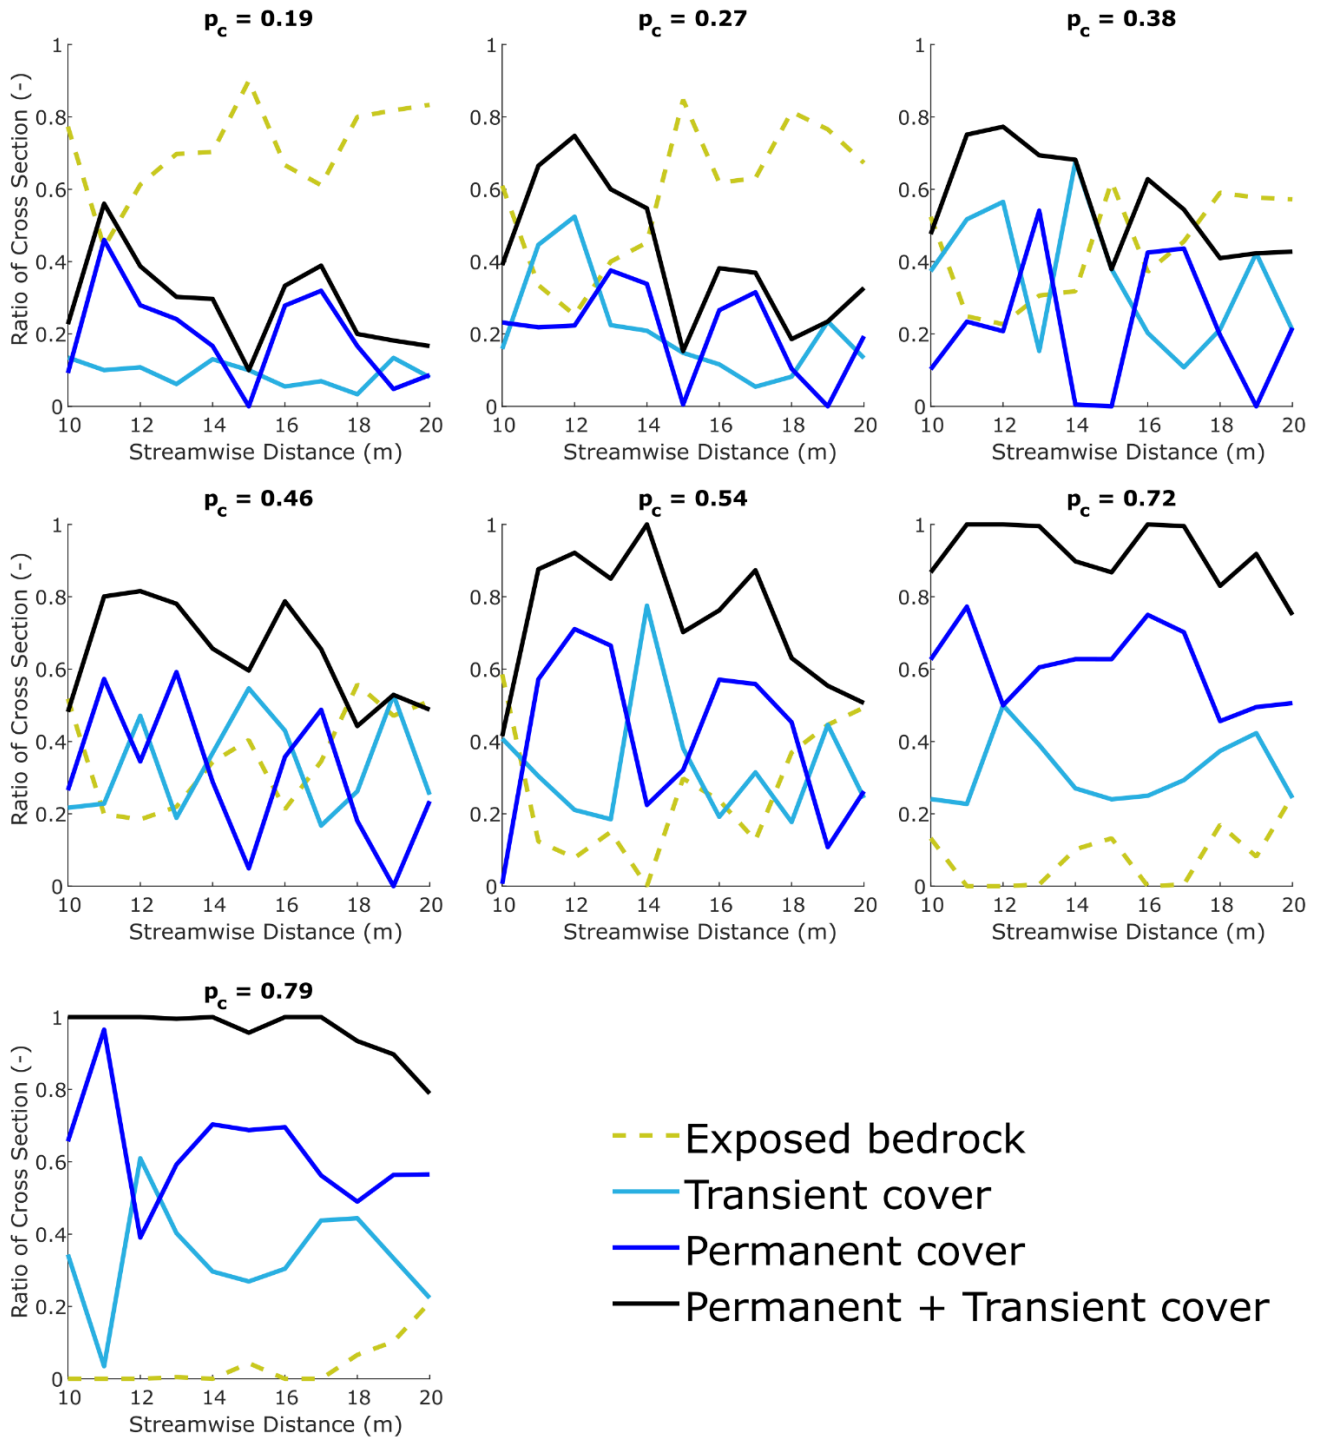 p_c = 0.19
p_c = 0.27
p_c = 0.38
Ratio of Cross Section (-)
1
0.8
0.6
0.4
0.2
0
10 12 14 16 18 20
Streamwise Distance (m)
1
0.8
0.6
0.4
0.2
0
10 12 14 16 18 20
Streamwise Distance (m)
1
0.8
0.6
0.4
0.2
0
10 12 14 16 18 20
Streamwise Distance (m)
p_c = 0.46
p_c = 0.54
p_c = 0.72
Ratio of Cross Section (-)
1
0.8
0.6
0.4
0.2
0
10 12 14 16 18 20
Streamwise Distance (m)
1
0.8
0.6
0.4
0.2
0
10 12 14 16 18 20
Streamwise Distance (m)
1
0.8
0.6
0.4
0.2
0
10 12 14 16 18 20
Streamwise Distance (m)
p_c = 0.79
Ratio of Cross Section (-)
1
0.8
0.6
0.4
0.2
0
10 12 14 16 18 20
Streamwise Distance (m)
Exposed bedrock
Transient cover
Permanent cover
Permanent + Transient cover